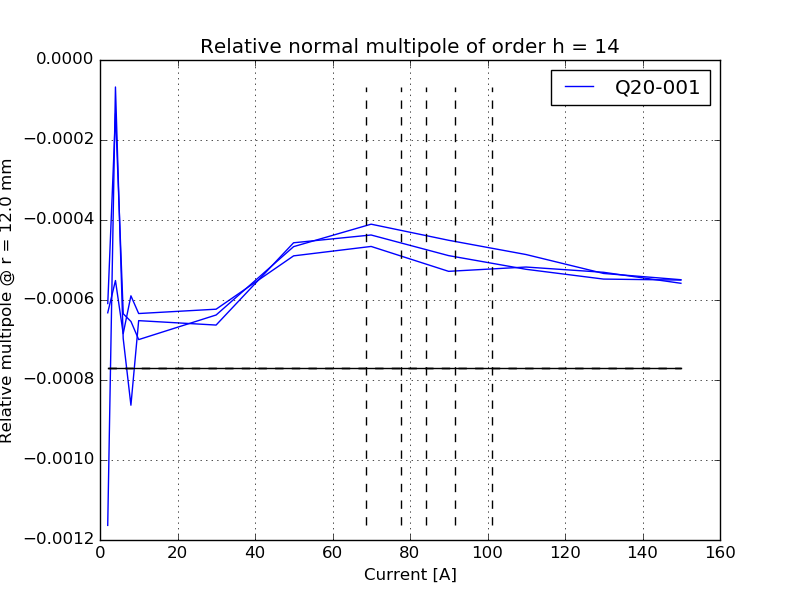 Relative normal multipole of order h = 14
Q20-001
0.0000
−0.0002
−0.0004
−0.0006
−0.0008
−0.0010
−0.0012
Relative multipole @ r = 12.0 mm
0 20 40 60 80 100 120 140 160
Current [A]